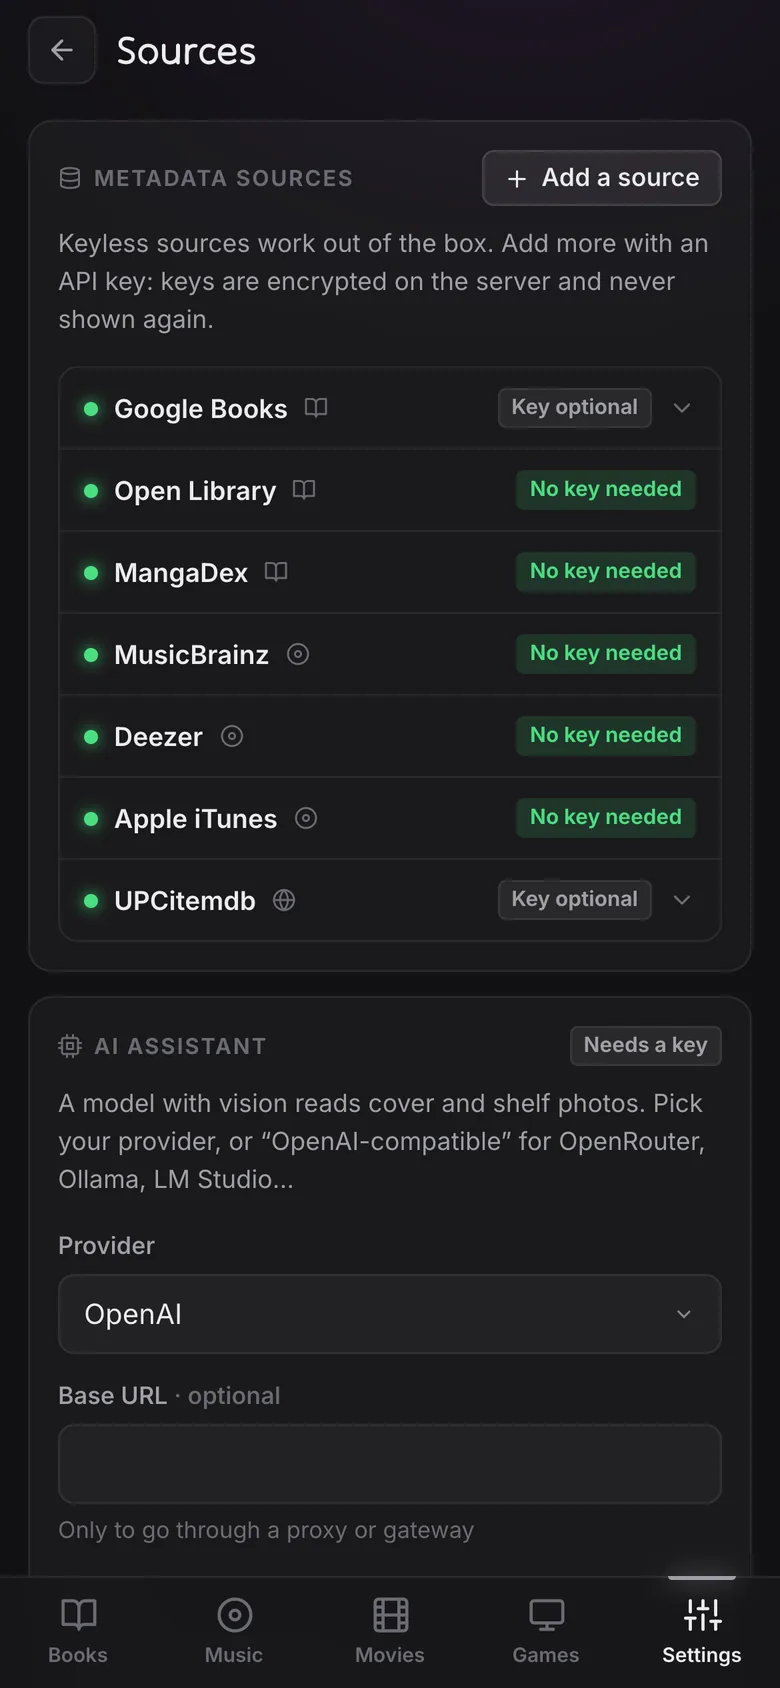 Sources
METADATA SOURCES
Add a source
Keyless sources work out of the box. Add more with an
API key: keys are encrypted on the server and never
shown again.
Google Books
Key optional
Open Library
No key needed
MangaDex
No key needed
MusicBrainz
No key needed
Deezer
No key needed
Apple iTunes
No key needed
UPCitemdb
Key optional
AI ASSISTANT
Needs a key
A model with vision reads cover and shelf photos. Pick
your provider, or “OpenAI-compatible” for OpenRouter,
Ollama, LM Studio...
Provider
OpenAI
Base URL · optional
Only to go through a proxy or gateway
Books
Music
Movies
Games
Settings